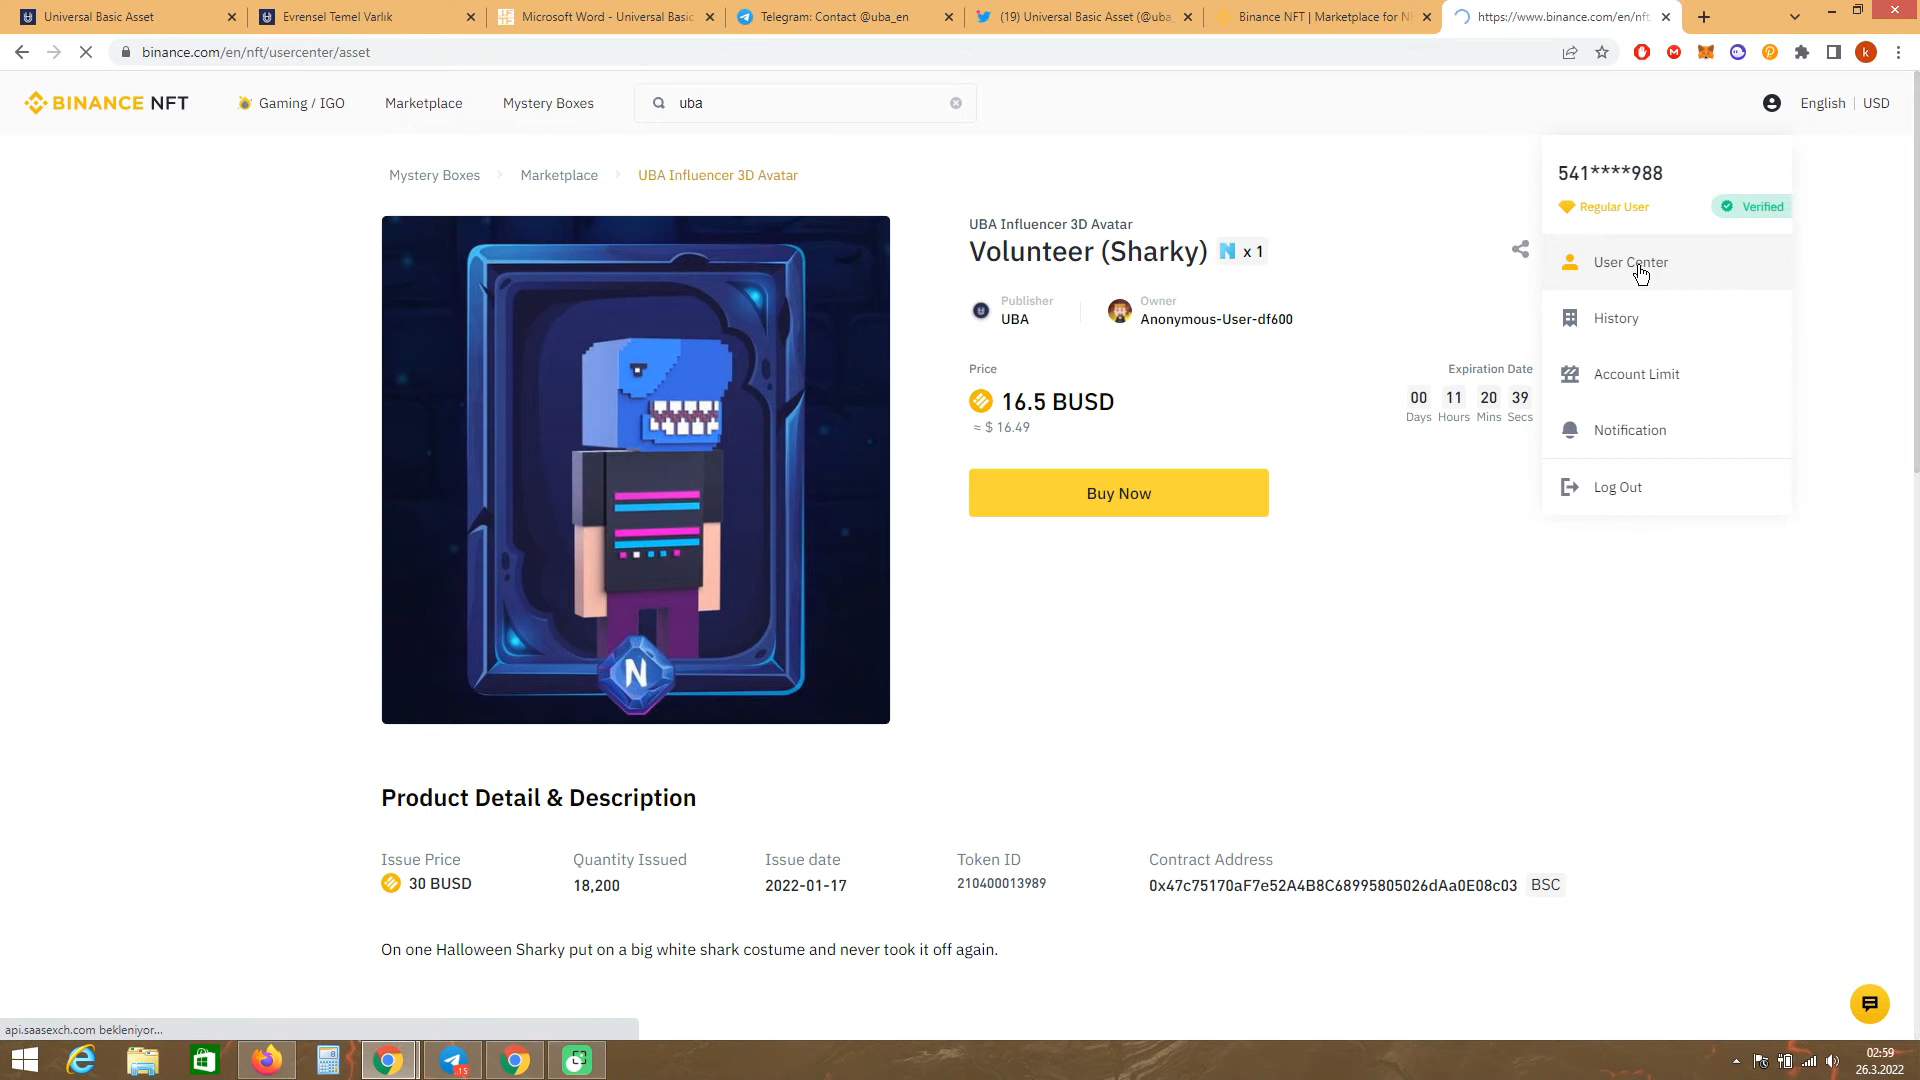 Universal Basic Asset
Evrensel Temel Varlık
Microsoft Word - Universal Basic
Telegram: Contact @uba_en
(19) Universal Basic Asset (@uba_
Binance NFT | Marketplace for N
https://www.binance.com/en/nft
binance.com/en/nft/usercenter/asset
k
BINANCE NFT
Gaming / IGO
Marketplace
Mystery Boxes
uba
English | USD
Mystery Boxes
Marketplace
UBA Influencer 3D Avatar
541****988
Regular User
Verified
User Center
History
Account Limit
Notification
Log Out
UBA Influencer 3D Avatar
Volunteer (Sharky) N x 1
Publisher
UBA
Owner
Anonymous-User-df600
Price
16.5 BUSD
≈ $ 16.49
Expiration Date
00 11 20 39
Days Hours Mins Secs
Buy Now
N
Product Detail & Description
Issue Price
30 BUSD
Quantity Issued
18,200
Issue date
2022-01-17
Token ID
210400013989
Contract Address
0x47c75170aF7e52A4B8C68995805026dAa0E08c03 BSC
On one Halloween Sharky put on a big white shark costume and never took it off again.
api.saasexch.com bekleniyor...
15
02:59
26.3.2022